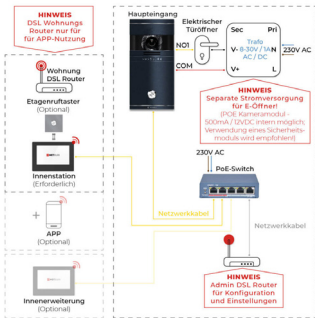 HINWEIS
DSL Wohnungs
Router nur für
für APP-Nutzung
Wohnung
DSL Router
Etagenruftaster
(Optional)
Innenstation
(Erforderlich)
+
APP
(Optional)
Innenerweiterung
(Optional)
Haupteingang
Elektrischer
Türöffner
NO1
COM
Sec
Pri
Trafo
8-30V / 1A
AC / DC
V-
V+
N
L
230V AC
HINWEIS
Separate Stromversorgung
für E-Öffner!
(POE Kameramodul -
500mA / 12VDC intern möglich;
Verwendung eines Sicherheits-
moduls wird empfohlen!)
230V AC
PoE-Switch
Netzwerkkabel
Netzwerkkabel
HINWEIS
Admin DSL Router
für Konfiguration
und Einstellungen